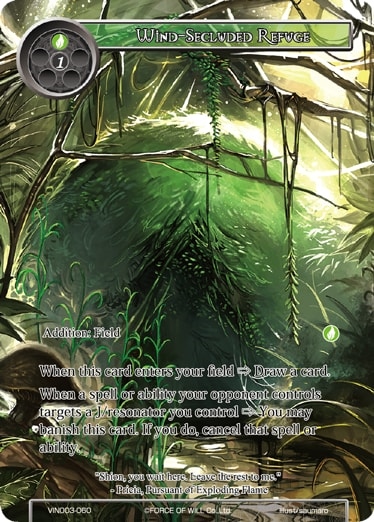 Wind-Secluded Refuge
1
Addition: Field
When this card enters your field ⇨ Draw a card.
When a spell or ability your opponent controls
targets a J/resonator you control ⇨ You may
banish this card. If you do, cancel that spell or
ability.
"Shion, you wait here. Leave the rest to me."
- Pricia, Pursuant of Exploding Flame
VIN003-060
©FORCE OF WILL Co.,Ltd.
Illust/saumaro